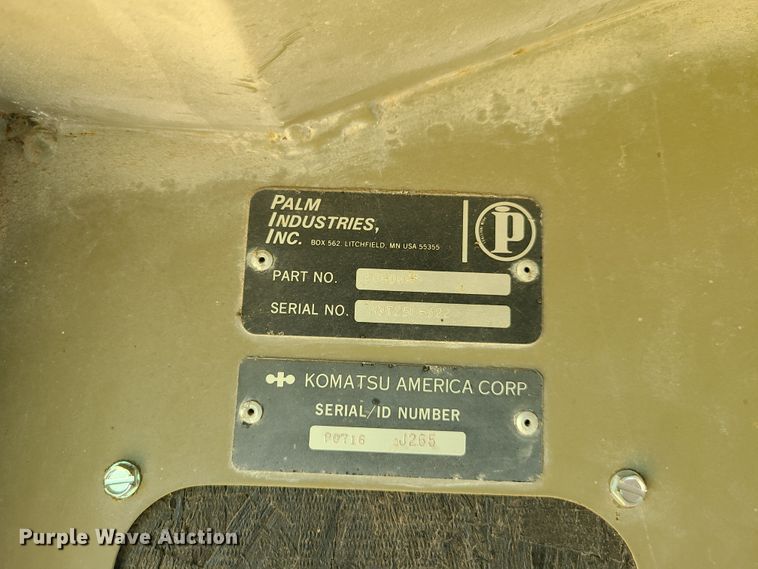 PALM
INDUSTRIES,
INC. BOX 562 LITCHFIELD, MN USA 55355
P
PART NO.
SERIAL NO.
KOMATSU AMERICA CORP
SERIAL/ID NUMBER
P0716 J265
Purple Wave Auction